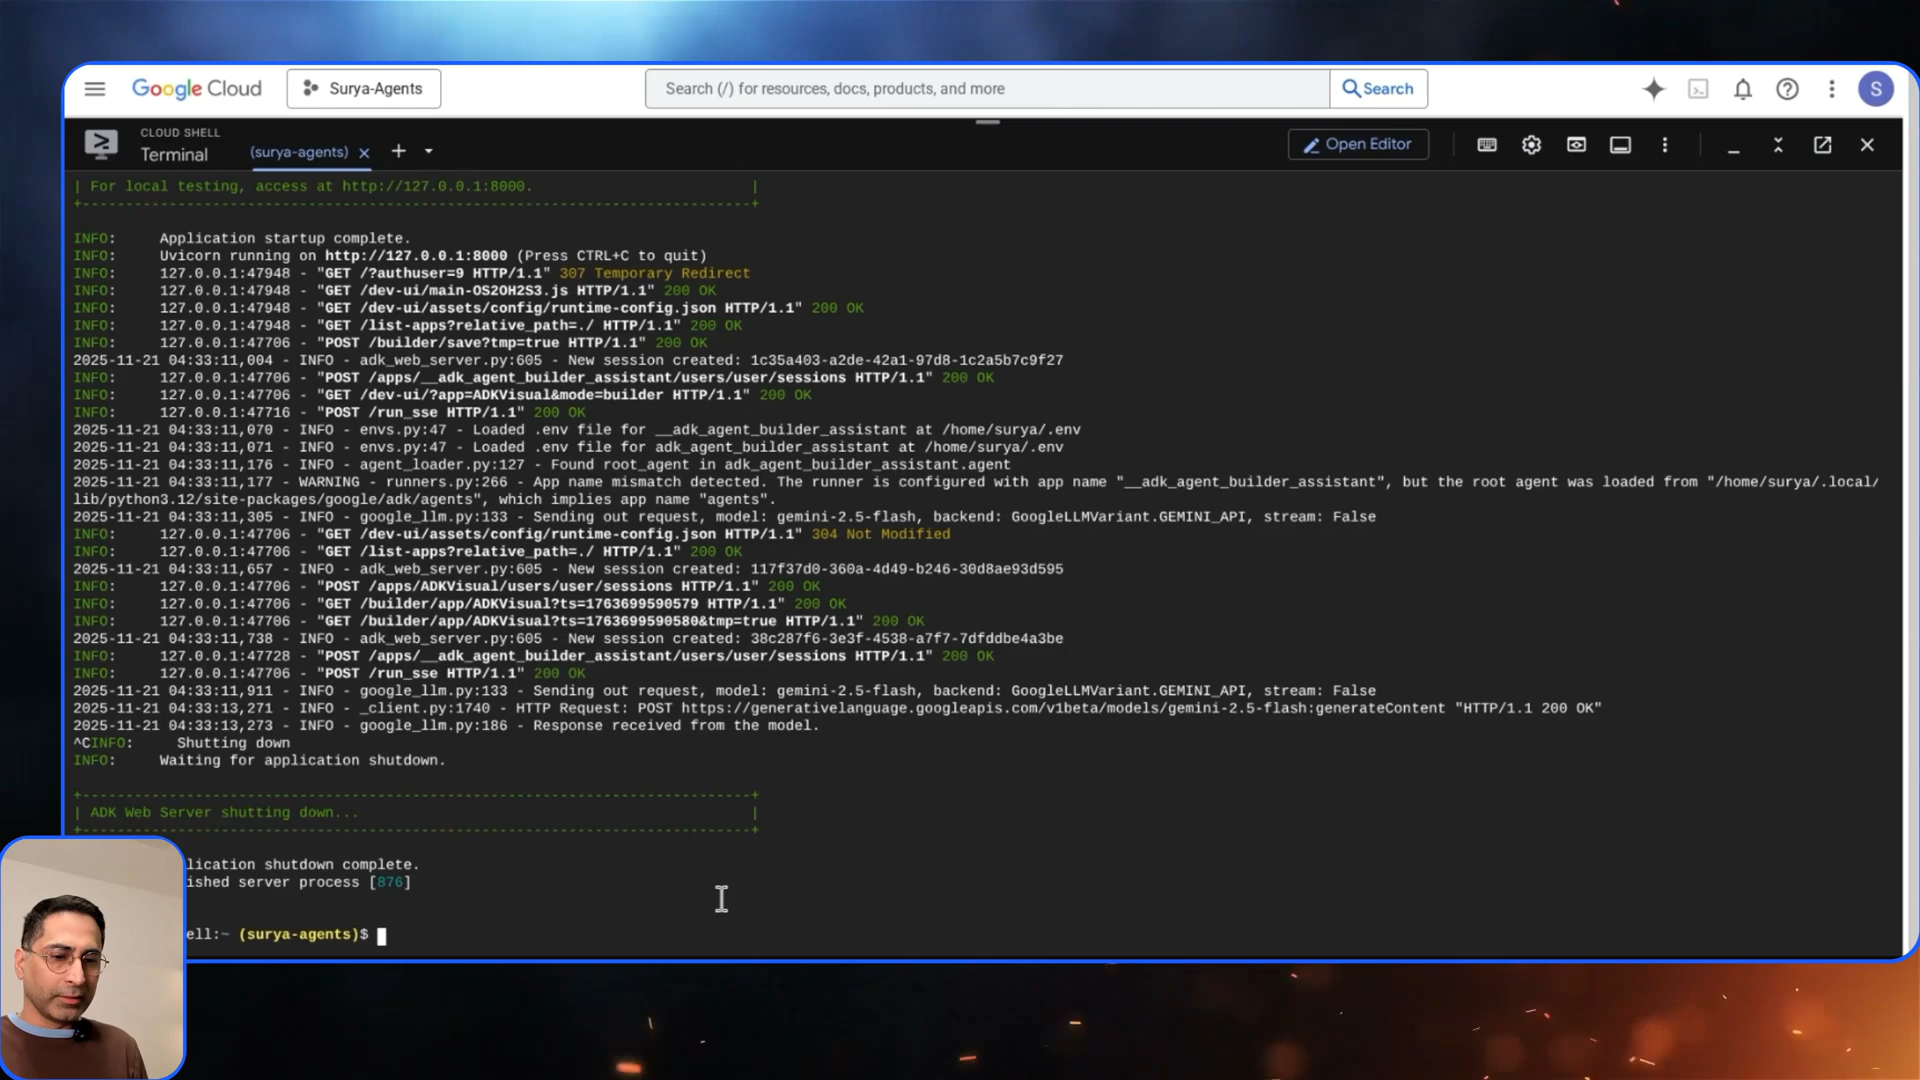 Google Cloud
Surya-Agents
Search (/) for resources, docs, products, and more
Search
S
CLOUD SHELL
Terminal
(surya-agents)
Open Editor
| For local testing, access at http://127.0.0.1:8000. |
+-----------------------------------------------------------------------------+
INFO: Application startup complete.
INFO: Uvicorn running on http://127.0.0.1:8000 (Press CTRL+C to quit)
INFO: 127.0.0.1:47948 - "GET /?authuser=9 HTTP/1.1" 307 Temporary Redirect
INFO: 127.0.0.1:47948 - "GET /dev-ui/main-OS2OH2S3.js HTTP/1.1" 200 OK
INFO: 127.0.0.1:47948 - "GET /dev-ui/assets/config/runtime-config.json HTTP/1.1" 200 OK
INFO: 127.0.0.1:47948 - "GET /list-apps?relative_path=./ HTTP/1.1" 200 OK
INFO: 127.0.0.1:47706 - "POST /builder/save?tmp=true HTTP/1.1" 200 OK
2025-11-21 04:33:11,004 - INFO - adk_web_server.py:605 - New session created: 1c35a403-a2de-42a1-97d8-1c2a5b7c9f27
INFO: 127.0.0.1:47706 - "POST /apps/__adk_agent_builder_assistant/users/user/sessions HTTP/1.1" 200 OK
INFO: 127.0.0.1:47706 - "GET /dev-ui/?app=ADKVisual&mode=builder HTTP/1.1" 200 OK
INFO: 127.0.0.1:47716 - "POST /run_sse HTTP/1.1" 200 OK
2025-11-21 04:33:11,070 - INFO - envs.py:47 - Loaded .env file for __adk_agent_builder_assistant at /home/surya/.env
2025-11-21 04:33:11,071 - INFO - envs.py:47 - Loaded .env file for adk_agent_builder_assistant at /home/surya/.env
2025-11-21 04:33:11,176 - INFO - agent_loader.py:127 - Found root_agent in adk_agent_builder_assistant.agent
2025-11-21 04:33:11,177 - WARNING - runners.py:266 - App name mismatch detected. The runner is configured with app name "__adk_agent_builder_assistant", but the root agent was loaded from "/home/surya/.local/
lib/python3.12/site-packages/google/adk/agents", which implies app name "agents".
2025-11-21 04:33:11,305 - INFO - google_llm.py:133 - Sending out request, model: gemini-2.5-flash, backend: GoogleLLMVariant.GEMINI_API, stream: False
INFO: 127.0.0.1:47706 - "GET /dev-ui/assets/config/runtime-config.json HTTP/1.1" 304 Not Modified
INFO: 127.0.0.1:47706 - "GET /list-apps?relative_path=./ HTTP/1.1" 200 OK
2025-11-21 04:33:11,657 - INFO - adk_web_server.py:605 - New session created: 117f37d0-360a-4d49-b246-30d8ae93d595
INFO: 127.0.0.1:47706 - "POST /apps/ADKVisual/users/user/sessions HTTP/1.1" 200 OK
INFO: 127.0.0.1:47706 - "GET /builder/app/ADKVisual?ts=1763699590579 HTTP/1.1" 200 OK
INFO: 127.0.0.1:47706 - "GET /builder/app/ADKVisual?ts=1763699590580&tmp=true HTTP/1.1" 200 OK
2025-11-21 04:33:11,738 - INFO - adk_web_server.py:605 - New session created: 38c287f6-3e3f-4538-a7f7-7dfddbe4a3be
INFO: 127.0.0.1:47728 - "POST /apps/__adk_agent_builder_assistant/users/user/sessions HTTP/1.1" 200 OK
INFO: 127.0.0.1:47706 - "POST /run_sse HTTP/1.1" 200 OK
2025-11-21 04:33:11,911 - INFO - google_llm.py:133 - Sending out request, model: gemini-2.5-flash, backend: GoogleLLMVariant.GEMINI_API, stream: False
2025-11-21 04:33:13,271 - INFO - _client.py:1740 - HTTP Request: POST https://generativelanguage.googleapis.com/v1beta/models/gemini-2.5-flash:generateContent "HTTP/1.1 200 OK"
2025-11-21 04:33:13,273 - INFO - google_llm.py:186 - Response received from the model.
^CINFO: Shutting down
INFO: Waiting for application shutdown.
+-----------------------------------------------------------------------------+
| ADK Web Server shutting down... |
+-----------------------------------------------------------------------------+
lication shutdown complete.
ished server process [876]
ell:~ (surya-agents)$